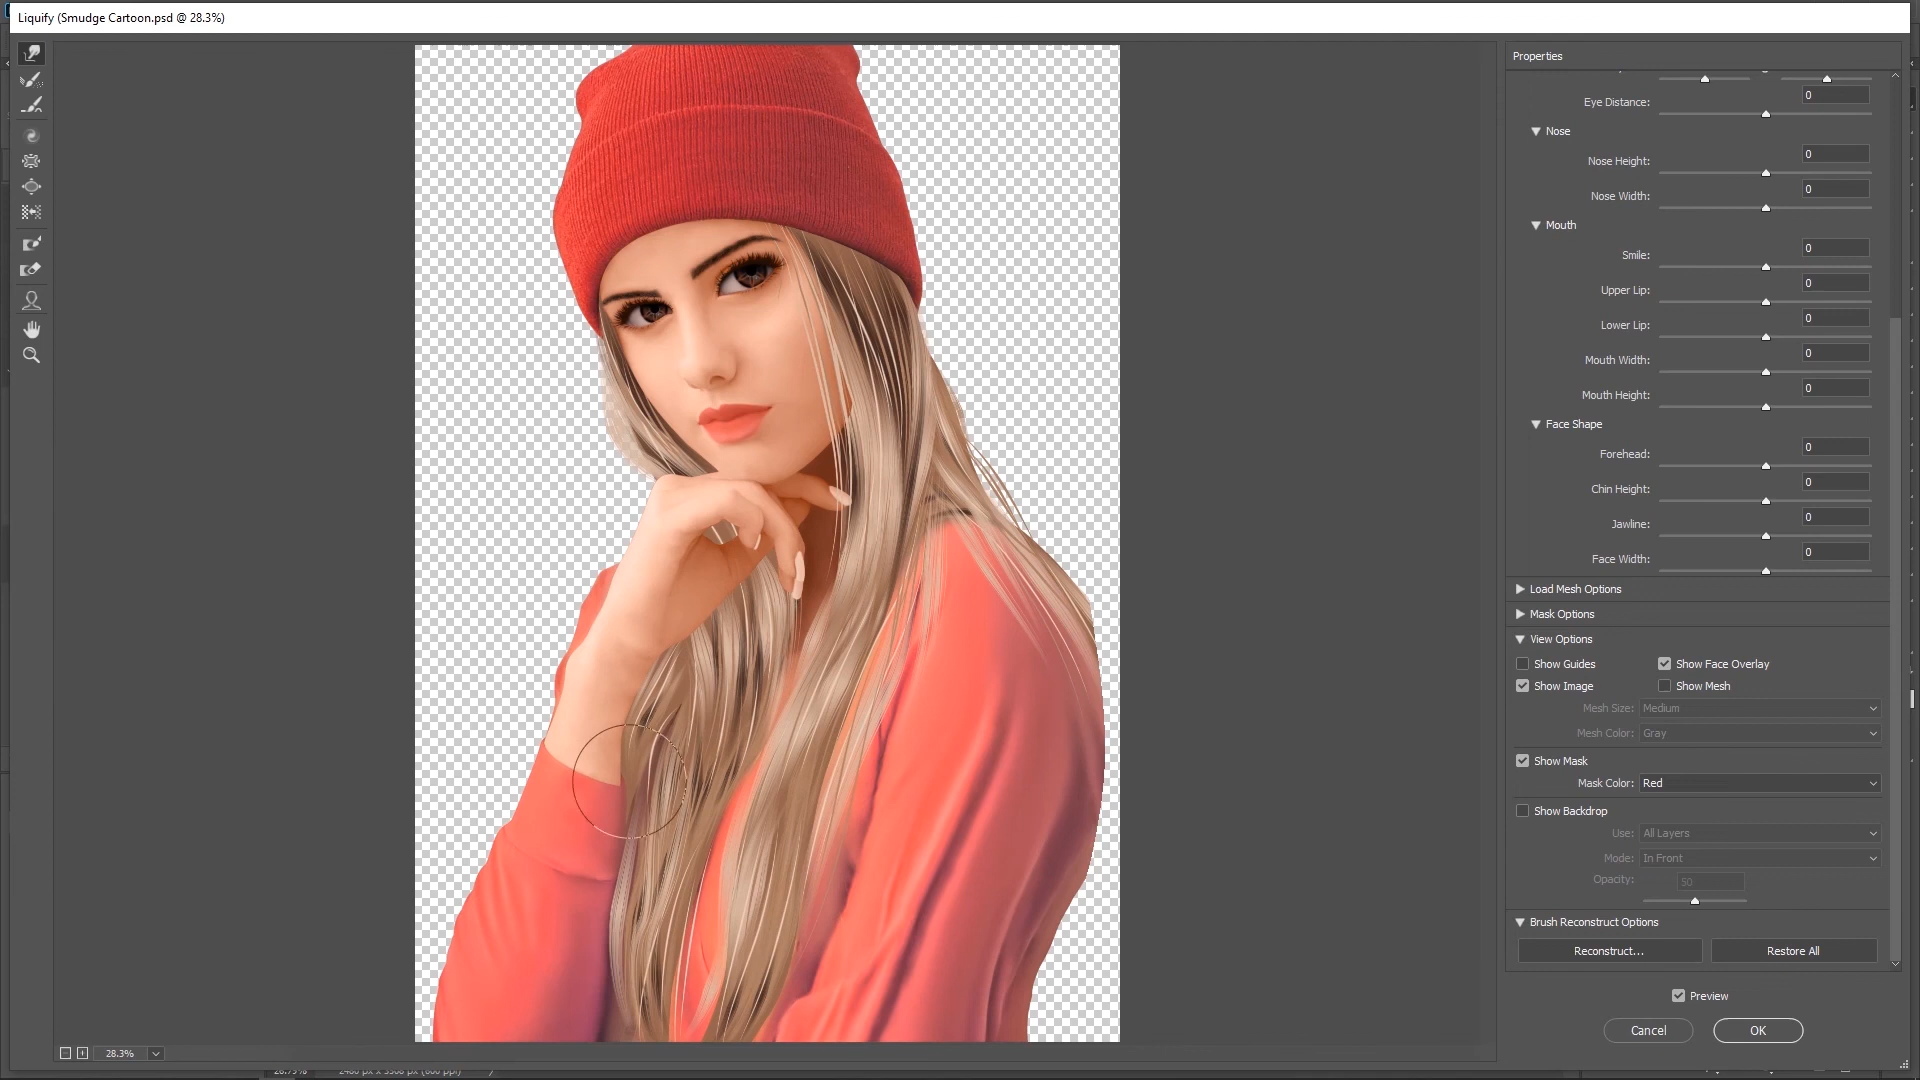 Liquify (Smudge Cartoon.psd @ 28.3%)
Properties
Eye Distance: 0
Nose
Nose Height: 0
Nose Width: 0
Mouth
Smile: 0
Upper Lip: 0
Lower Lip: 0
Mouth Width: 0
Mouth Height: 0
Face Shape
Forehead: 0
Chin Height: 0
Jawline: 0
Face Width: 0
Load Mesh Options
Mask Options
View Options
Show Guides Show Face Overlay
Show Image Show Mesh
Mesh Size: Medium
Mesh Color: Gray
Show Mask
Mask Color: Red
Show Backdrop
Use: All Layers
Mode: In Front
Opacity: 50
Brush Reconstruct Options
Reconstruct... Restore All
Preview
Cancel OK
28.3%